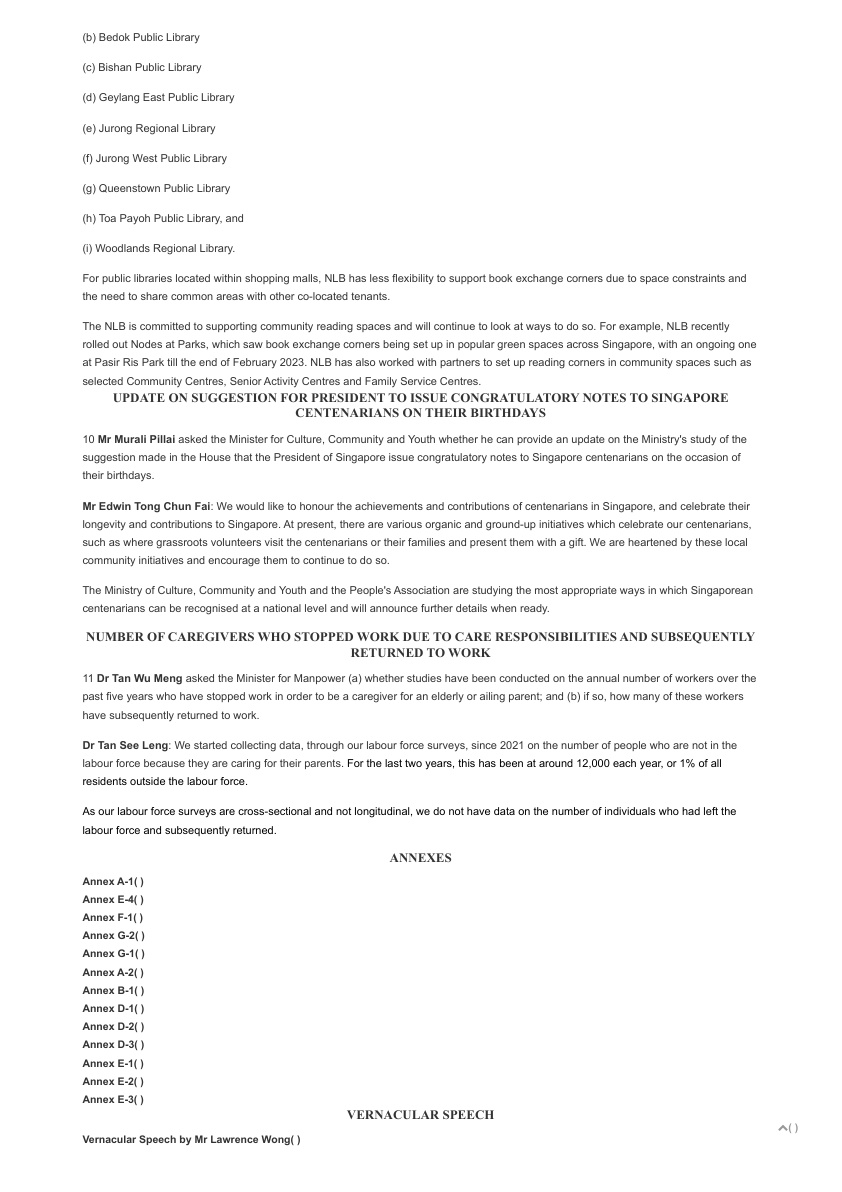 (b) Bedok Public Library
(c) Bishan Public Library
(d) Geylang East Public Library
(e) Jurong Regional Library
(f) Jurong West Public Library
(g) Queenstown Public Library
(h) Toa Payoh Public Library, and
(i) Woodlands Regional Library.
For public libraries located within shopping malls, NLB has less flexibility to support book exchange corners due to space constraints and
the need to share common areas with other co-located tenants.
The NLB is committed to supporting community reading spaces and will continue to look at ways to do so. For example, NLB recently
rolled out Nodes at Parks, which saw book exchange corners being set up in popular green spaces across Singapore, with an ongoing one
at Pasir Ris Park till the end of February 2023. NLB has also worked with partners to set up reading corners in community spaces such as
selected Community Centres, Senior Activity Centres and Family Service Centres.
UPDATE ON SUGGESTION FOR PRESIDENT TO ISSUE CONGRATULATORY NOTES TO SINGAPORE
CENTENARIANS ON THEIR BIRTHDAYS
10 Mr Murali Pillai asked the Minister for Culture, Community and Youth whether he can provide an update on the Ministry's study of the
suggestion made in the House that the President of Singapore issue congratulatory notes to Singapore centenarians on the occasion of
their birthdays.
Mr Edwin Tong Chun Fai: We would like to honour the achievements and contributions of centenarians in Singapore, and celebrate their
longevity and contributions to Singapore. At present, there are various organic and ground-up initiatives which celebrate our centenarians,
such as where grassroots volunteers visit the centenarians or their families and present them with a gift. We are heartened by these local
community initiatives and encourage them to continue to do so.
The Ministry of Culture, Community and Youth and the People's Association are studying the most appropriate ways in which Singaporean
centenarians can be recognised at a national level and will announce further details when ready.
NUMBER OF CAREGIVERS WHO STOPPED WORK DUE TO CARE RESPONSIBILITIES AND SUBSEQUENTLY
RETURNED TO WORK
11 Dr Tan Wu Meng asked the Minister for Manpower (a) whether studies have been conducted on the annual number of workers over the
past five years who have stopped work in order to be a caregiver for an elderly or ailing parent; and (b) if so, how many of these workers
have subsequently returned to work.
Dr Tan See Leng: We started collecting data, through our labour force surveys, since 2021 on the number of people who are not in the
labour force because they are caring for their parents. For the last two years, this has been at around 12,000 each year, or 1% of all
residents outside the labour force.
As our labour force surveys are cross-sectional and not longitudinal, we do not have data on the number of individuals who had left the
labour force and subsequently returned.
ANNEXES
Annex A-1( )
Annex E-4( )
Annex F-1( )
Annex G-2( )
Annex G-1( )
Annex A-2( )
Annex B-1( )
Annex D-1( )
Annex D-2( )
Annex D-3( )
Annex E-1( )
Annex E-2( )
Annex E-3( )
VERNACULAR SPEECH
( )
Vernacular Speech by Mr Lawrence Wong( )